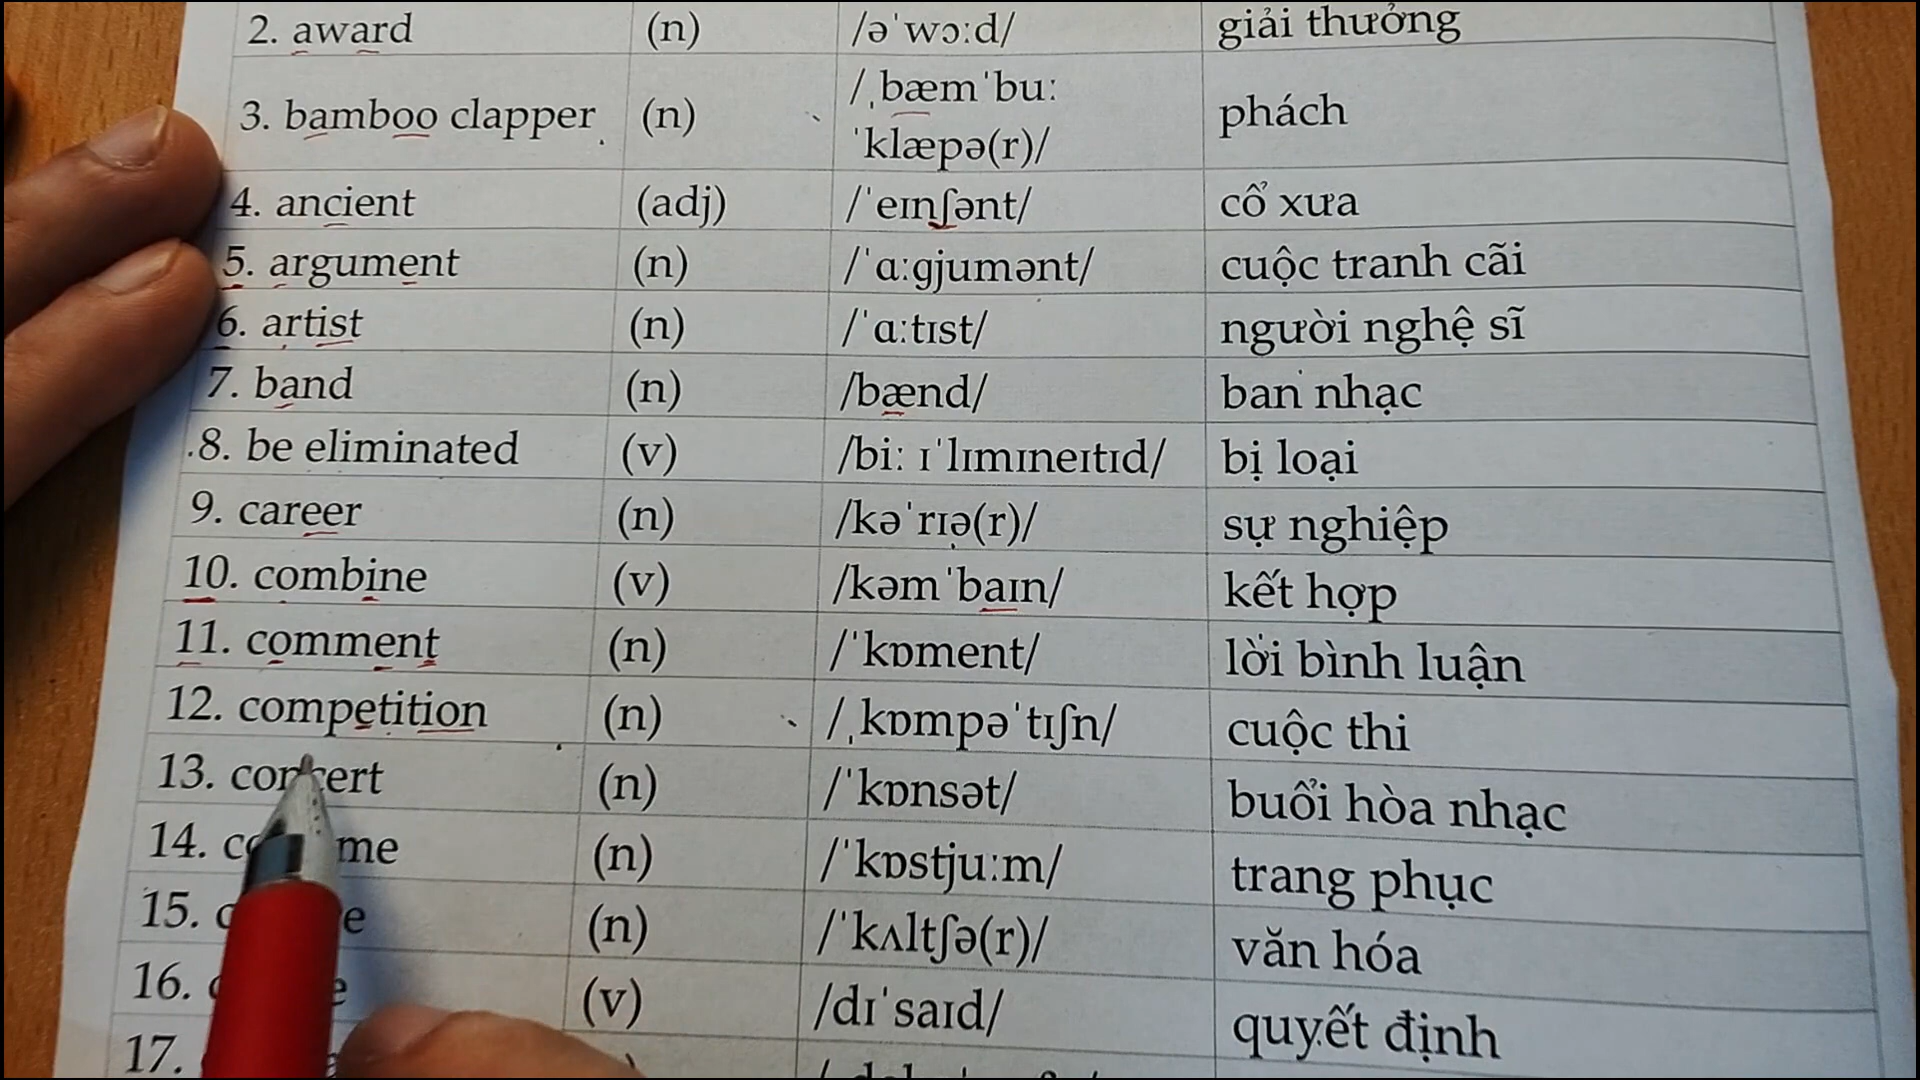 2. award (n) /əˈwɔːd/ giải thưởng
3. bamboo clapper (n) /ˌbæmˈbuː ˈklæpə(r)/ phách
4. ancient (adj) /ˈeɪnʃənt/ cổ xưa
5. argument (n) /ˈɑːgjumənt/ cuộc tranh cãi
6. artist (n) /ˈɑːtɪst/ người nghệ sĩ
7. band (n) /bænd/ ban nhạc
8. be eliminated (v) /biː ɪˈlɪmɪneɪtɪd/ bị loại
9. career (n) /kəˈrɪə(r)/ sự nghiệp
10. combine (v) /kəmˈbaɪn/ kết hợp
11. comment (n) /ˈkɒment/ lời bình luận
12. competition (n) /ˌkɒmpəˈtɪʃn/ cuộc thi
13. concert (n) /ˈkɒnsət/ buổi hòa nhạc
14. (n) /ˈkɒstjuːm/ trang phục
15. (n) /ˈkʌltʃə(r)/ văn hóa
16. (v) /dɪˈsaɪd/ quyết định
17.